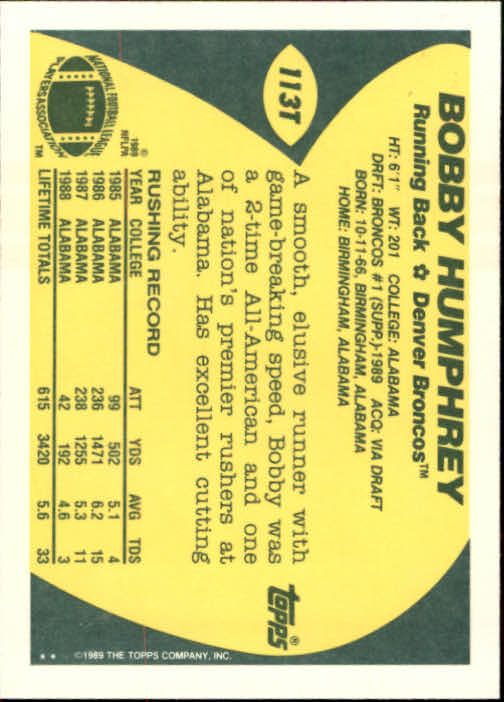 113T
BOBBY HUMPHREY
Running Back ✿ Denver Broncos™
HT: 6'1" WT: 201 COLLEGE: ALABAMA
DRFT: BRONCOS #1 (SUPP.)-1989 ACQ: VIA DRAFT
BORN: 10-11-66, BIRMINGHAM, ALABAMA
HOME: BIRMINGHAM, ALABAMA
A smooth, elusive runner with
game-breaking speed, Bobby was
a 2-time All-American and one
of nation's premier rushers at
Alabama. Has excellent cutting
ability.
topps®
NATIONAL FOOTBALL LEAGUE
PLAYERS ASSOCIATION
™
©
1989
NFLPA
RUSHING RECORD
YEAR COLLEGE ATT YDS AVG TDS
1985 ALABAMA 99 502 5.1 4
1986 ALABAMA 236 1471 6.2 15
1987 ALABAMA 238 1255 5.3 11
1988 ALABAMA 42 192 4.6 3
LIFETIME TOTALS 615 3420 5.6 33
** ©1989 THE TOPPS COMPANY, INC.